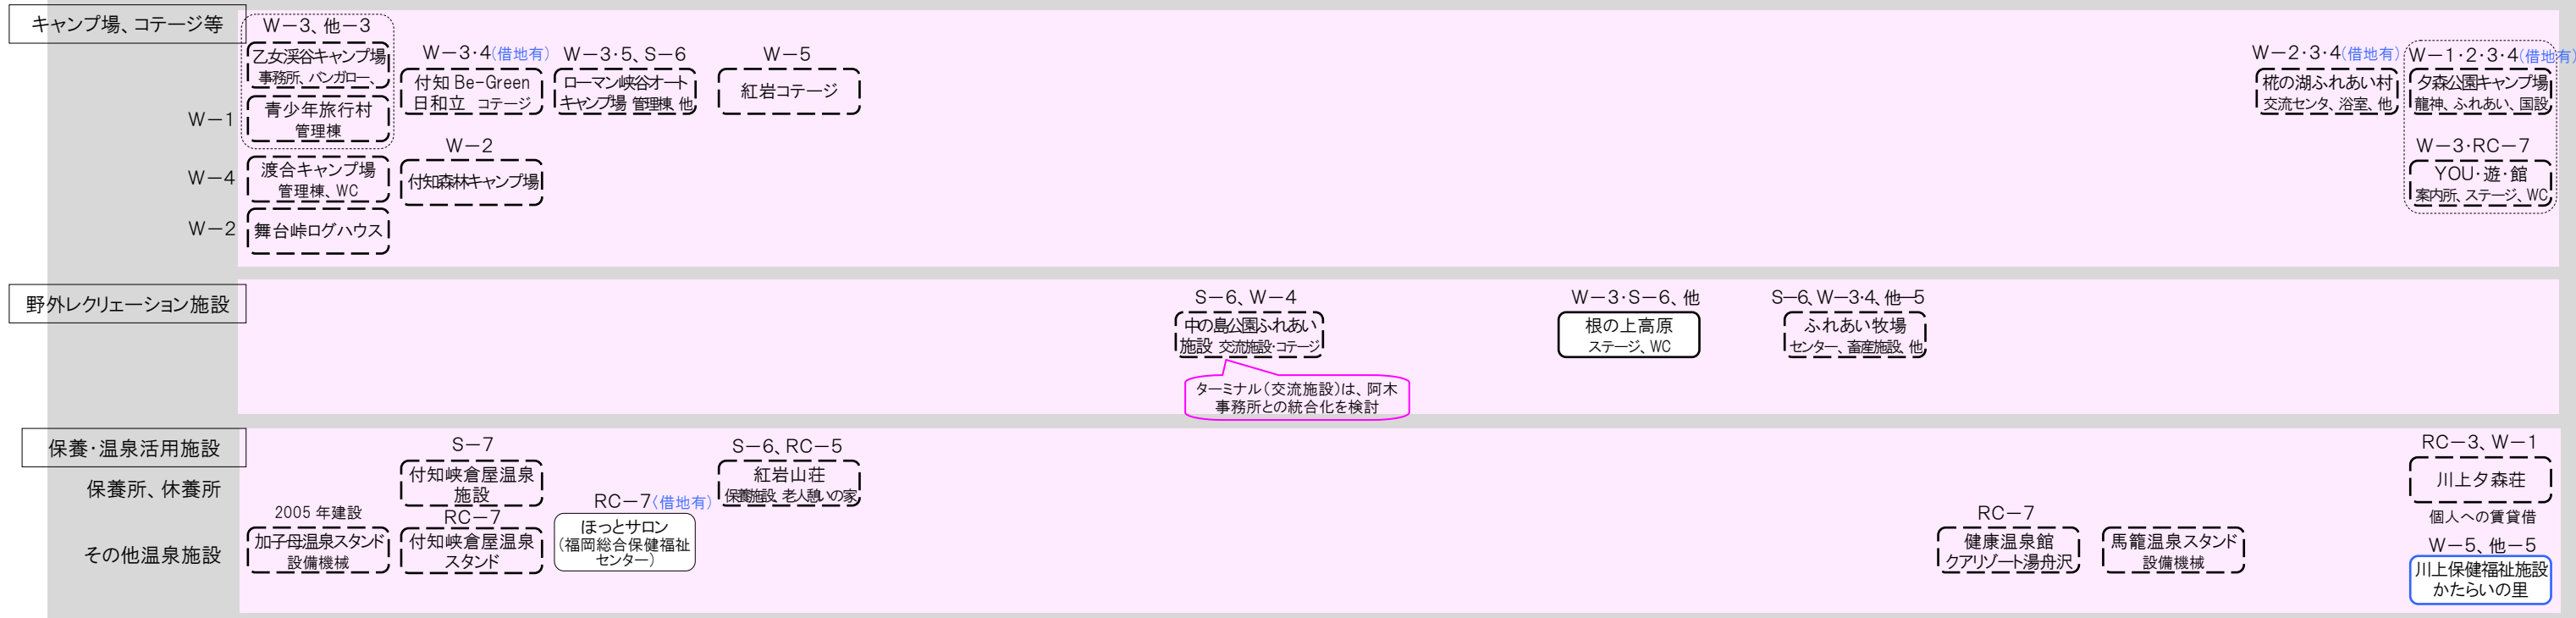 キャンプ場、コテージ等
W－3、他－3
乙女渓谷キャンプ場
事務所、バンガロー、
W－1
青少年旅行村
管理棟
W－4
渡合キャンプ場
管理棟、WC
W－2
舞台峠ログハウス
W－3・4(借地有)
付知 Be-Green
日和立 コテージ
W－2
付知森林キャンプ場
W－3・5、S－6
ローマン峡谷オート
キャンプ場 管理棟、他
W－5
紅岩コテージ
W－2・3・4(借地有)
椛の湖ふれあい村
交流センタ、浴室、他
W－1・2・3・4(借地有)
夕森公園キャンプ場
龍神、ふれあい、国設
W－3・RC－7
YOU・遊・館
案内所、ステージ、WC
野外レクリェーション施設
S－6、W－4
中の島公園ふれあい
施設 交流施設・コテージ
ターミナル（交流施設）は、阿木
事務所との統合化を検討
W－3・S－6、他
根の上高原
ステージ、WC
S－6、W－3・4、他－5
ふれあい牧場
センター、畜産施設、他
保養・温泉活用施設
保養所、休養所
S－7
付知峡倉屋温泉
施設
S－6、RC－5
紅岩山荘
保養施設、老人憩いの家
RC－3、W－1
川上夕森荘
個人への賃貸借
その他温泉施設
2005 年建設
加子母温泉スタンド
設備機械
RC－7
付知峡倉屋温泉
スタンド
RC－7(借地有)
ほっとサロン
（福岡総合保健福祉
センター）
RC－7
健康温泉館
クアリゾート湯舟沢
馬籠温泉スタンド
設備機械
W－5、他－5
川上保健福祉施設
かたらいの里